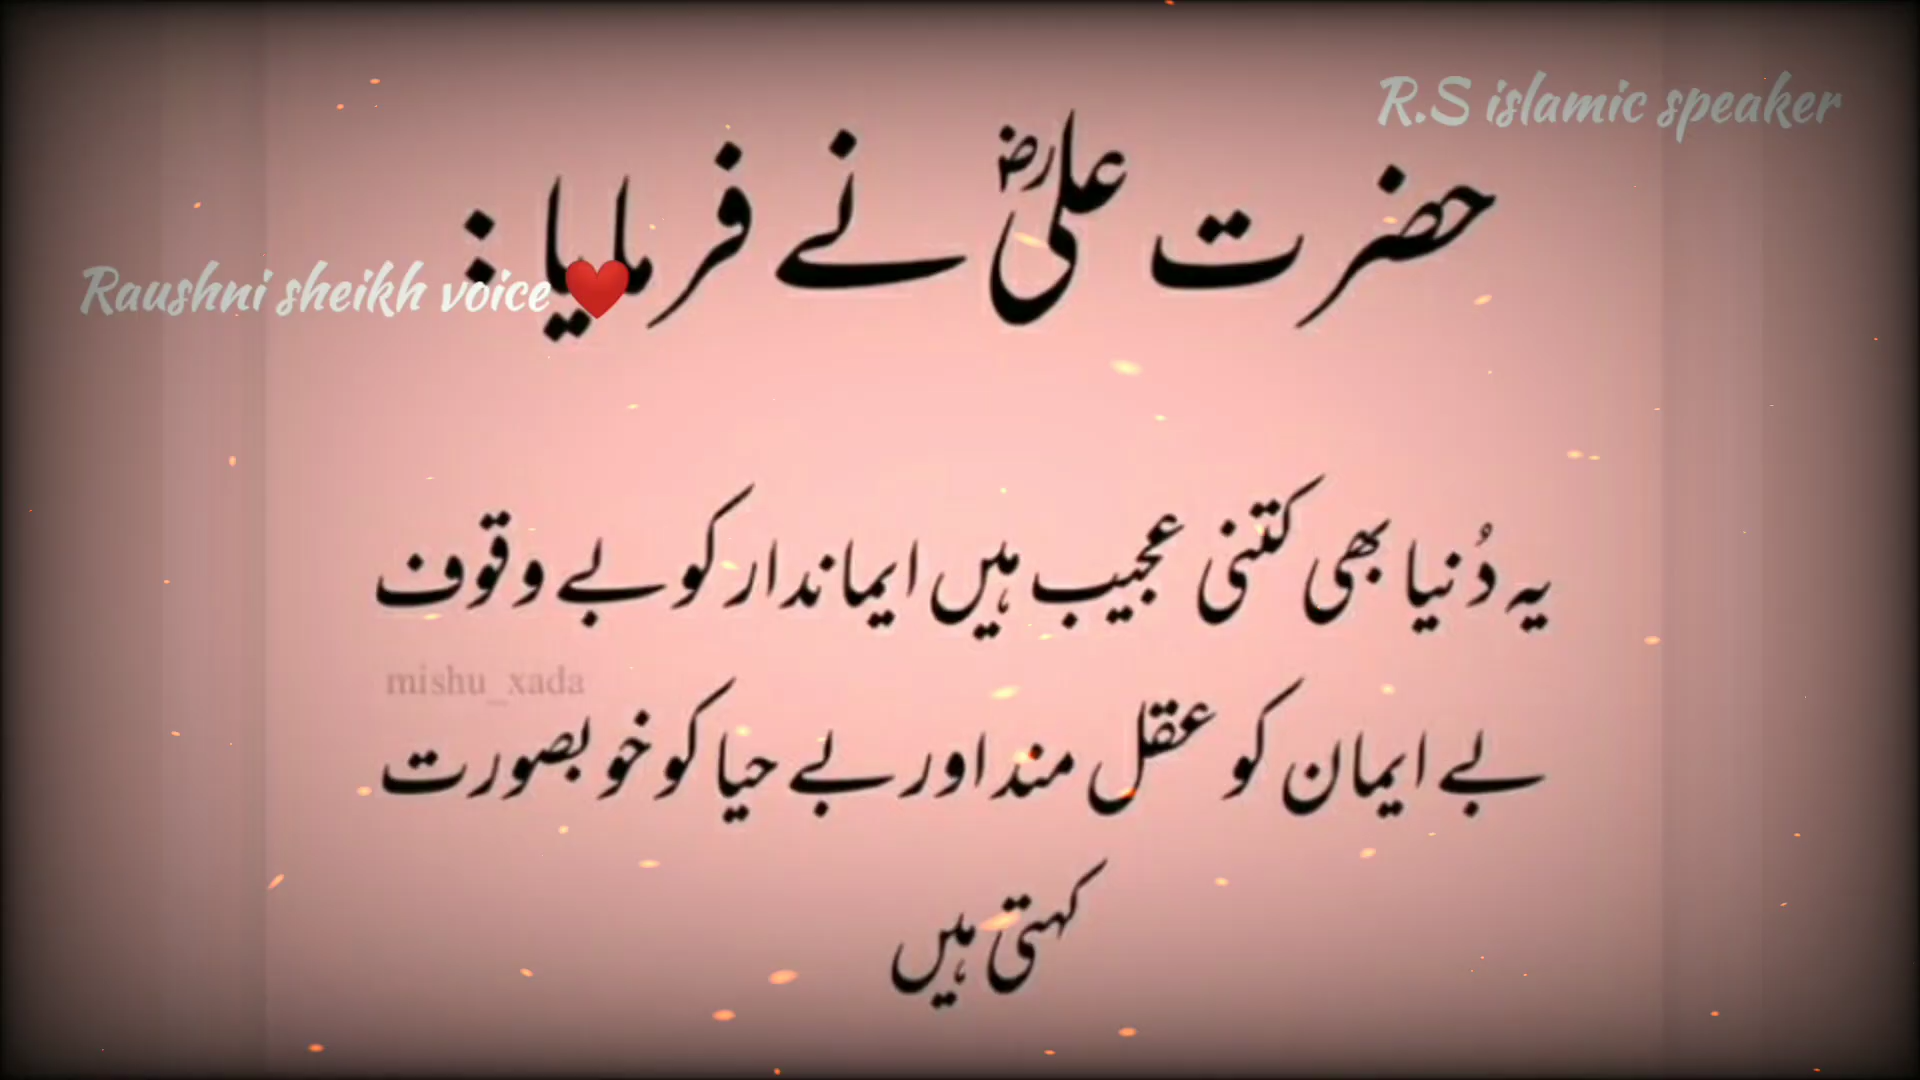 R.S islamic speaker
حضرت علیؓ نے فرمایا :
Raushni sheikh voice ❤️
یہ دُنیا بھی کتنی عجیب ہیں ایماندار کو بے وقوف
mishu_xada
بے ایمان کو عقل مند اور بے حیا کو خوبصورت
کہتی ہیں